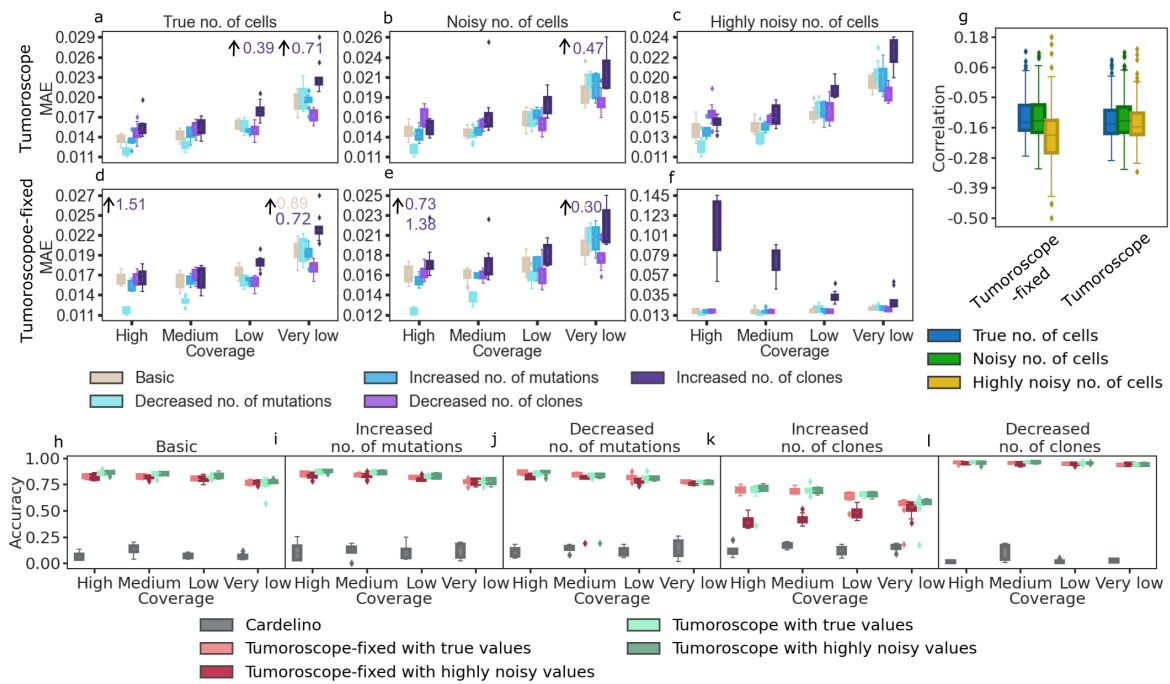 a
True no. of cells
b
Noisy no. of cells
c
Highly noisy no. of cells
g
Tumoroscope
MAE
0.029
0.026
0.023
0.020
0.017
0.014
0.011
0.39
0.71
0.026
0.024
0.021
0.019
0.016
0.014
0.011
0.47
0.024
0.022
0.020
0.017
0.015
0.013
0.011
Correlation
0.18
0.06
-0.05
-0.16
-0.28
-0.39
-0.50
Tumoroscope
-fixed
Tumoroscope
d
e
f
Tumoroscpoe-fixed
MAE
0.027
0.025
0.022
0.019
0.016
0.014
0.011
1.51
0.89
0.72
0.025
0.023
0.021
0.019
0.016
0.014
0.012
0.73
1.38
0.30
0.145
0.123
0.101
0.079
0.057
0.035
0.013
High Medium Low Very low
Coverage
High Medium Low Very low
Coverage
High Medium Low Very low
Coverage
True no. of cells
Noisy no. of cells
Highly noisy no. of cells
Basic
Increased no. of mutations
Increased no. of clones
Decreased no. of mutations
Decreased no. of clones
h
Basic
i
Increased
no. of mutations
j
Decreased
no. of mutations
k
Increased
no. of clones
l
Decreased
no. of clones
Accuracy
1.00
0.75
0.50
0.25
0.00
High Medium Low Very low
Coverage
High Medium Low Very low
Coverage
High Medium Low Very low
Coverage
High Medium Low Very low
Coverage
High Medium Low Very low
Coverage
Cardelino
Tumoroscope with true values
Tumoroscope-fixed with true values
Tumoroscope with highly noisy values
Tumoroscope-fixed with highly noisy values